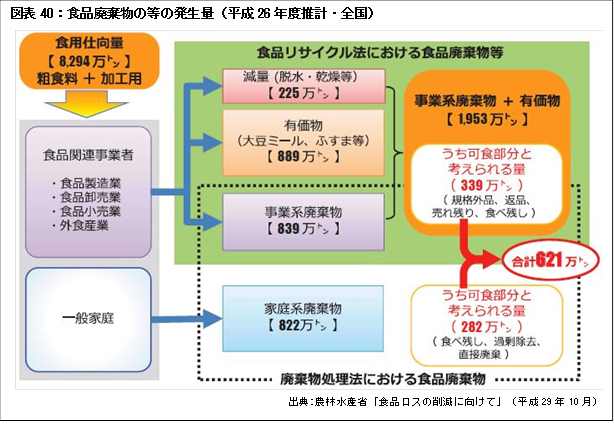 図表 40：食品廃棄物の等の発生量（平成 26 年度推計・全国）
食用仕向量
【 8,294万㌧ 】
粗食料 ＋ 加工用
食品関連事業者
・食品製造業
・食品卸売業
・食品小売業
・外食産業
一般家庭
食品リサイクル法における食品廃棄物等
減量 (脱水・乾燥等)
【 225 万㌧ 】
有価物
(大豆ミール、ふすま等)
【 889万㌧ 】
事業系廃棄物
【 839 万㌧ 】
家庭系廃棄物
【 822万㌧ 】
事業系廃棄物 ＋ 有価物
【 1,953 万㌧ 】
うち可食部分と
考えられる量
（ 339 万㌧ ）
（ 規格外品、返品、
売れ残り、食べ残し ）
合計621万㌧
うち可食部分と
考えられる量
（ 282 万㌧ ）
（ 食べ残し、過剰除去、
直接廃棄 ）
廃棄物処理法における食品廃棄物
出典：農林水産省「食品ロスの削減に向けて」（平成 29 年 10 月）